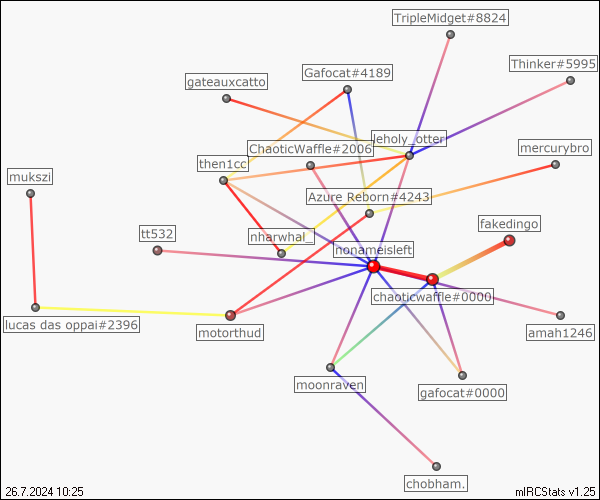 TripleMidget#8824
Thinker#5995
Gafocat#4189
gateauxcatto
leholy_otter
ChaoticWaffle#2006
mercurybro
then1cc
mukszi
Azure Reborn#4243
fakedingo
tt532
nharwhal_
nonameisleft
chaoticwaffle#0000
lucas das oppai#2396
motorthud
amah1246
moonraven
gafocat#0000
chobham.
26.7.2024 10:25
mIRCStats v1.25